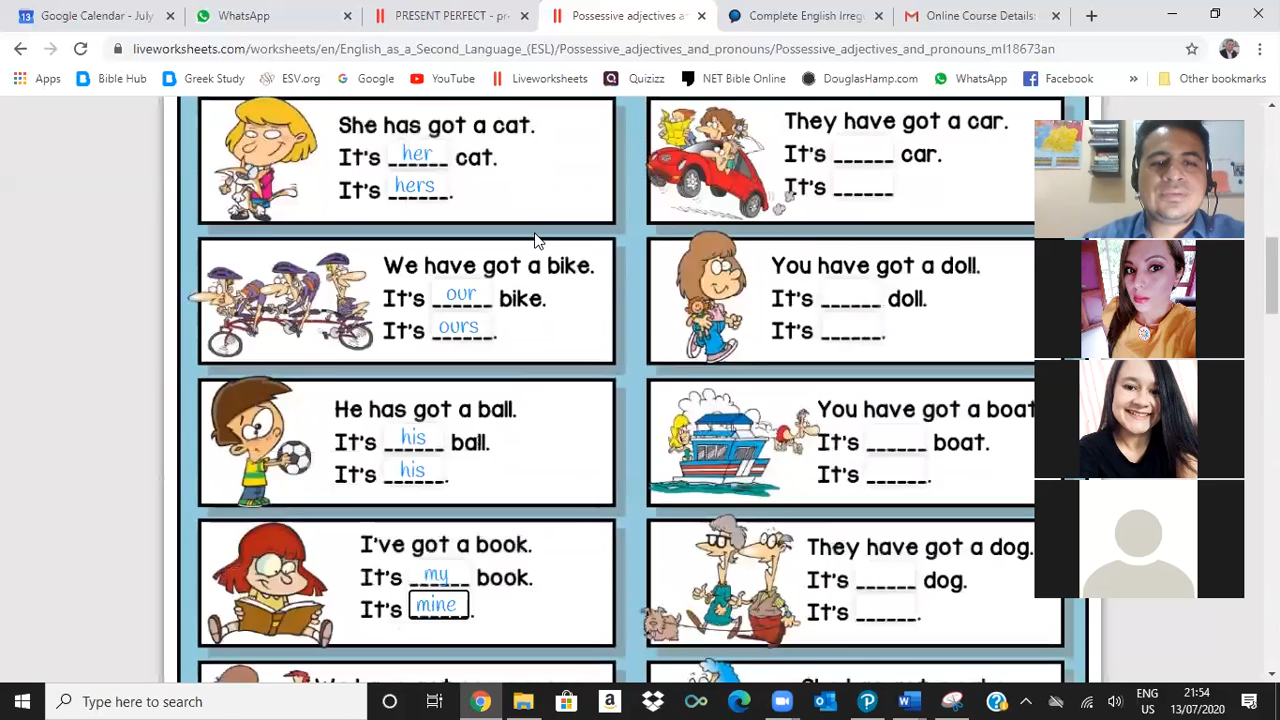 Google Calendar - July
WhatsApp
PRESENT PERFECT - pr
Possessive adjectives a
Complete English Irreg
Online Course Details:
liveworksheets.com/worksheets/en/English_as_a_Second_Language_(ESL)/Possessive_adjectives_and_pronouns/Possessive_adjectives_and_pronouns_ml18673an
Apps
Bible Hub
Greek Study
ESV.org
Google
YouTube
Liveworksheets
Quizizz
NET Bible Online
DouglasHamp.com
WhatsApp
Facebook
»
Other bookmarks
She has got a cat.
It's her cat.
It's hers.
We have got a bike.
It's our bike.
It's ours.
He has got a ball.
It's his ball.
It's his.
I've got a book.
It's my book.
It's mine.
They have got a car.
It's ______ car.
It's ______
You have got a doll.
It's ______ doll.
It's ______.
You have got a boat
It's ______ boat.
It's ______.
They have got a dog.
It's ______ dog.
It's ______.
Type here to search
ENG
US
21:54
13/07/2020